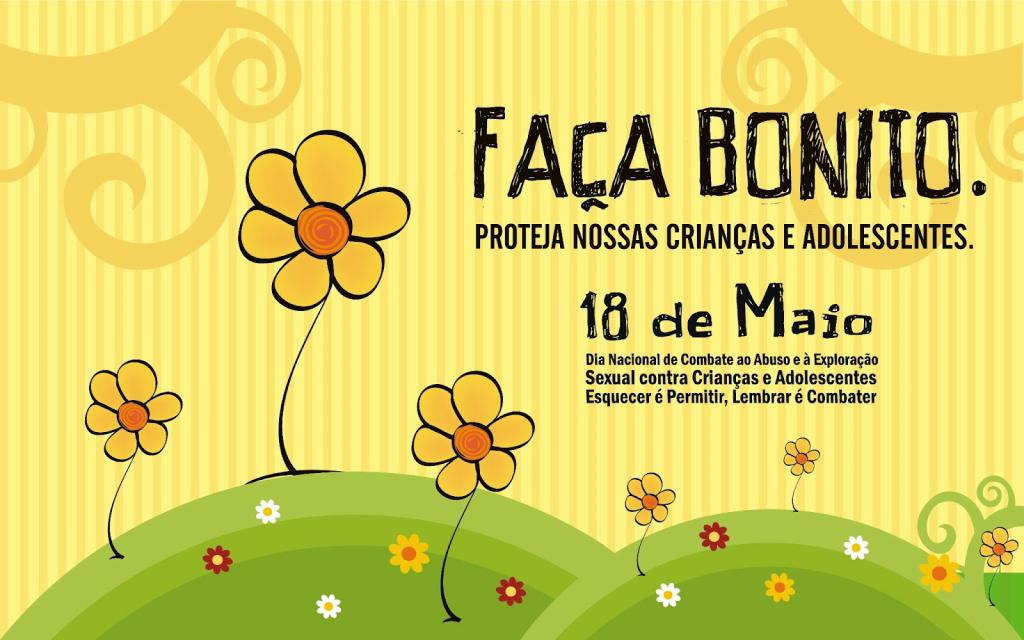 FAÇA BONITO.
PROTEJA NOSSAS CRIANÇAS E ADOLESCENTES.
18 de Maio
Dia Nacional de Combate ao Abuso e à Exploração
Sexual contra Crianças e Adolescentes
Esquecer é Permitir, Lembrar é Combater